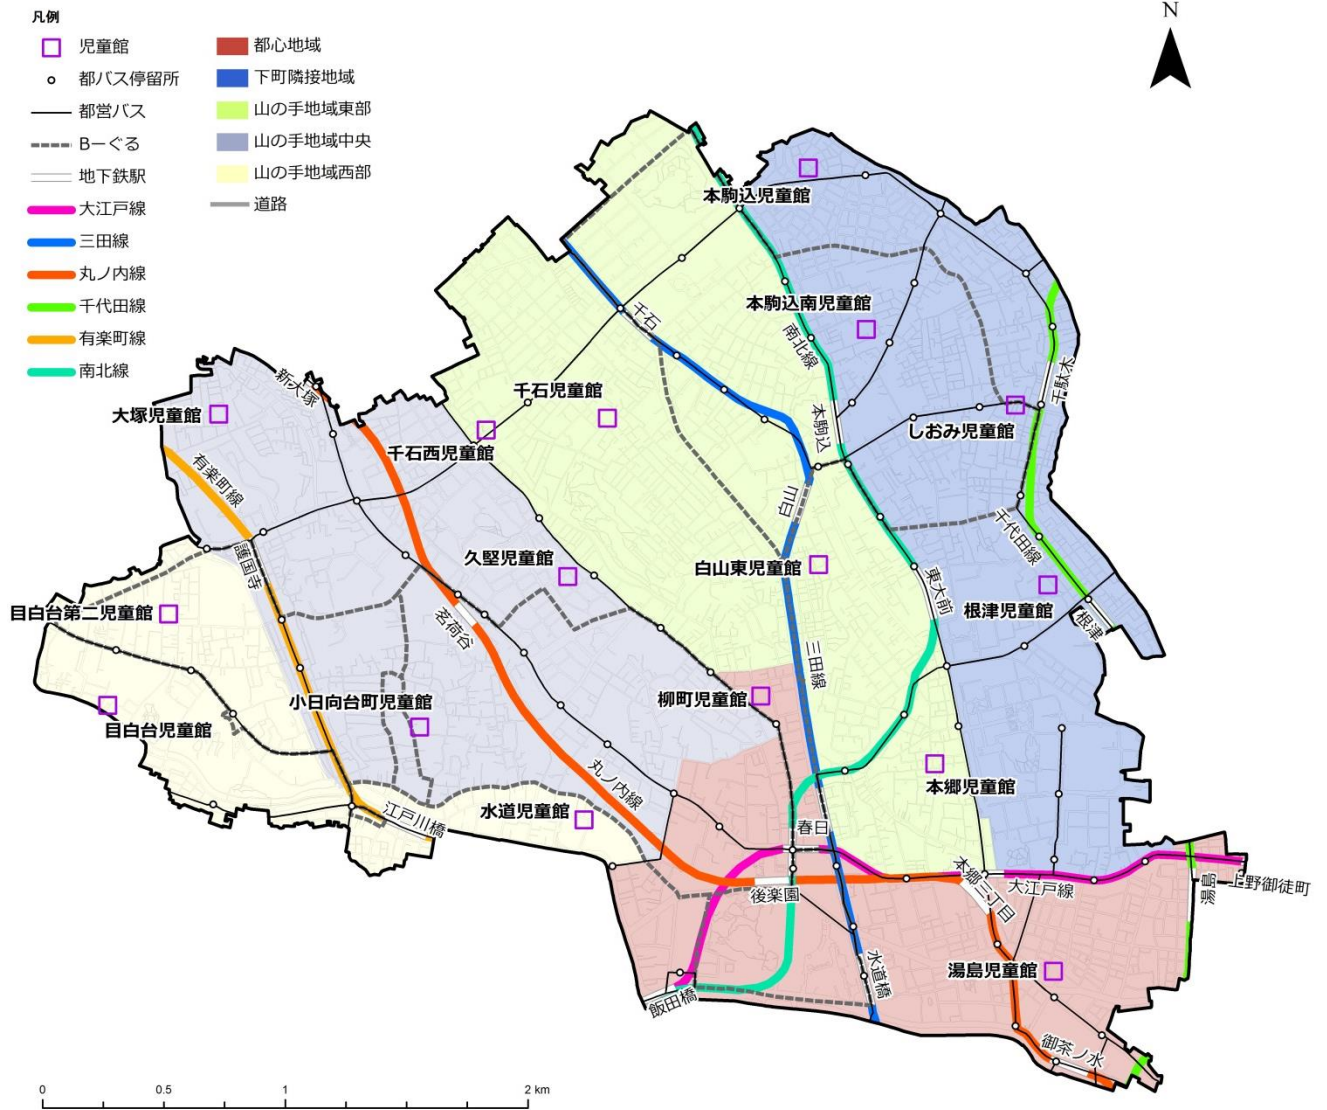 凡例
児童館
都バス停留所
都営バス
Bーぐる
地下鉄駅
大江戸線
三田線
丸ノ内線
千代田線
有楽町線
南北線
都心地域
下町隣接地域
山の手地域東部
山の手地域中央
山の手地域西部
道路
N
本駒込児童館
本駒込南児童館
千石
南北線
千駄木
新大塚
千石児童館
大塚児童館
本駒込
しおみ児童館
千石西児童館
有楽町線
白山
千代田線
護国寺
久堅児童館
白山東児童館
東大前
根津児童館
目白台第二児童館
茗荷谷
根津
三田線
小日向台町児童館
柳町児童館
目白台児童館
丸ノ内線
本郷児童館
水道児童館
江戸川橋
春日
後楽園
本郷三丁目
大江戸線
湯島
上野御徒町
水道橋
湯島児童館
飯田橋
御茶ノ水
0 0.5 1 2 km